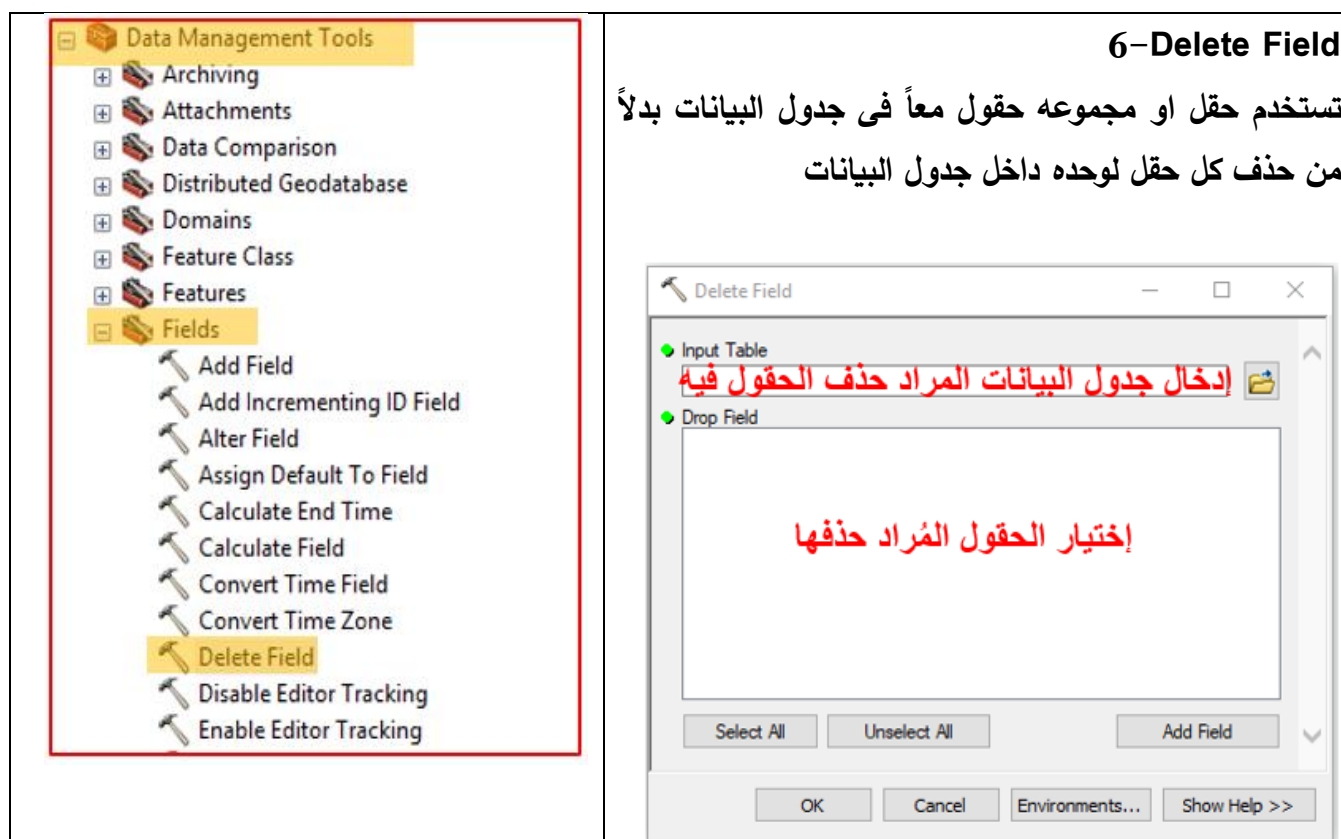 Data Management Tools
Archiving
Attachments
Data Comparison
Distributed Geodatabase
Domains
Feature Class
Features
Fields
Add Field
Add Incrementing ID Field
Alter Field
Assign Default To Field
Calculate End Time
Calculate Field
Convert Time Field
Convert Time Zone
Delete Field
Disable Editor Tracking
Enable Editor Tracking
6-Delete Field
تستخدم حقل او مجموعه حقول معاً فى جدول البيانات بدلاً
من حذف كل حقل لوحده داخل جدول البيانات
Delete Field
Input Table
إدخال جدول البيانات المراد حذف الحقول فيه
Drop Field
إختيار الحقول المُراد حذفها
Select All Unselect All Add Field
OK Cancel Environments... Show Help >>